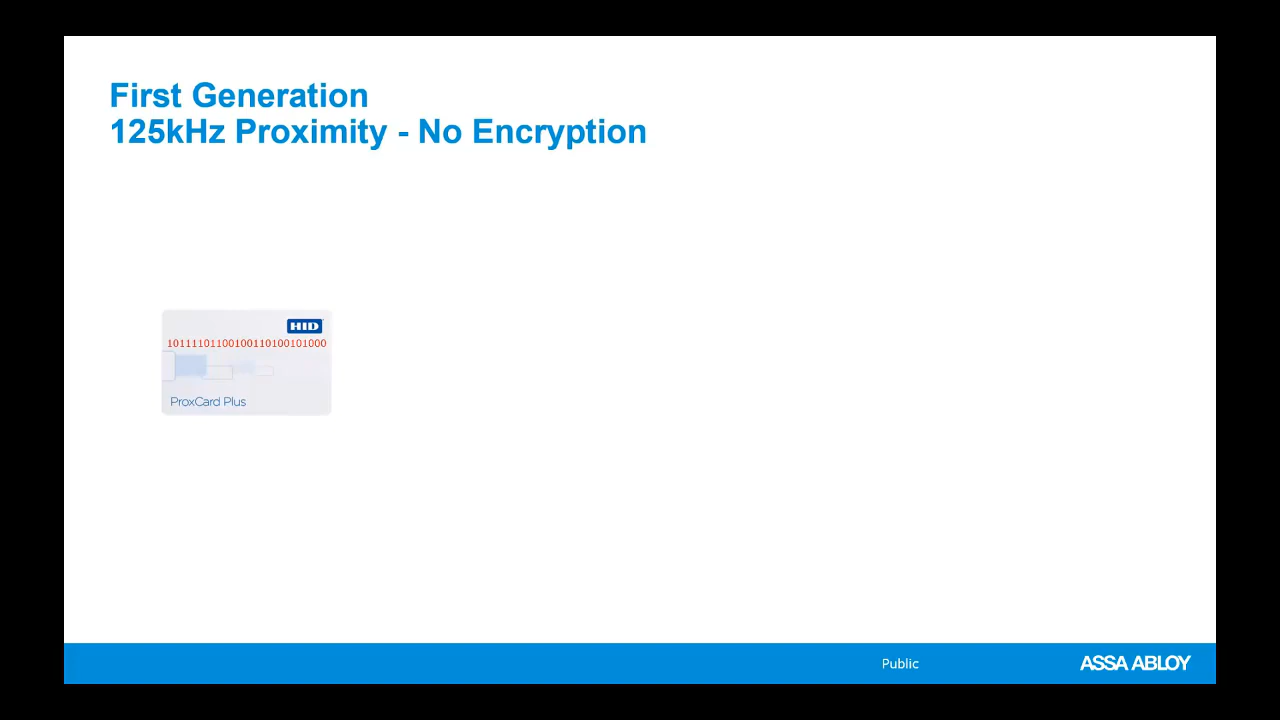 First Generation
125kHz Proximity - No Encryption
HID
10111101100100110100101000
ProxCard Plus
Public
ASSA ABLOY